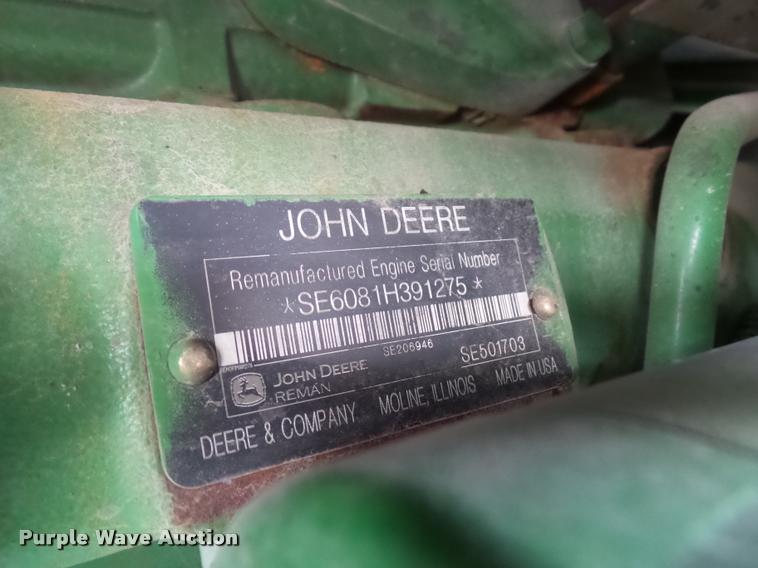 JOHN DEERE
Remanufactured Engine Serial Number
*SE6081H391275*
SE206946
SE501703
JOHN DEERE
REMAN
DEERE & COMPANY MOLINE, ILLINOIS MADE IN USA
Purple Wave Auction